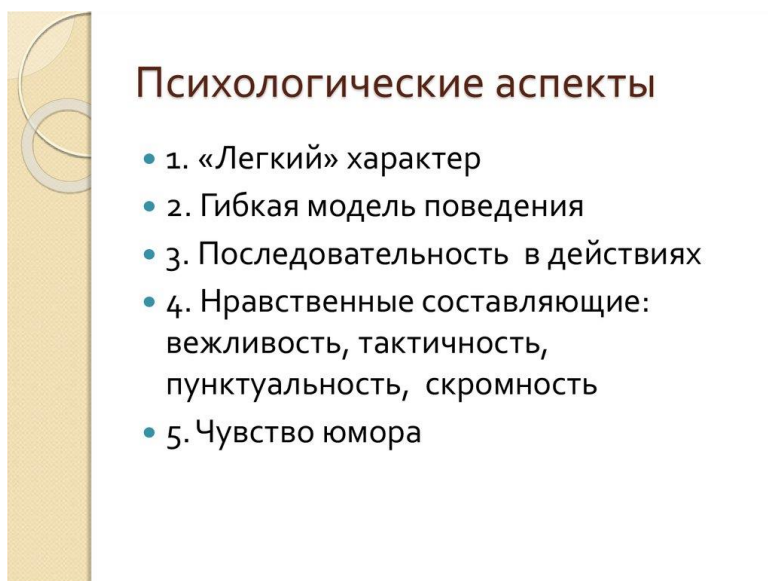 Психологические аспекты
• 1. «Легкий» характер
• 2. Гибкая модель поведения
• 3. Последовательность в действиях
• 4. Нравственные составляющие:
вежливость, тактичность,
пунктуальность, скромность
• 5. Чувство юмора